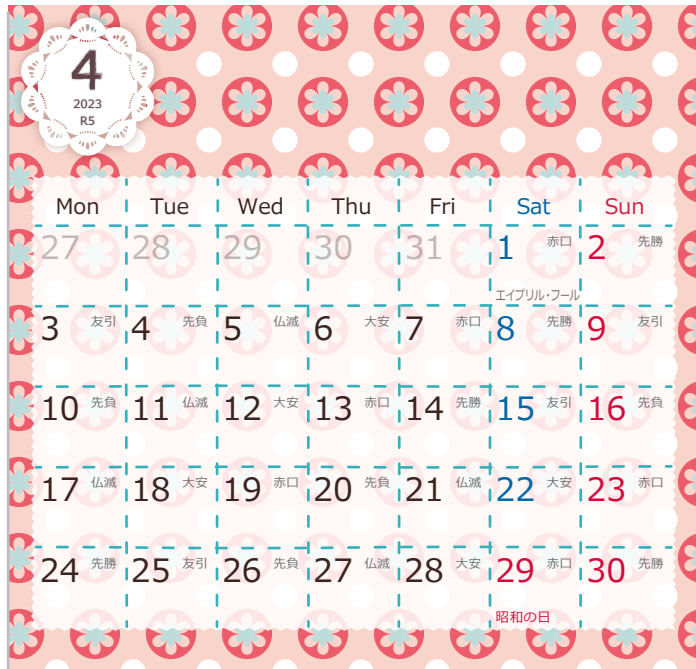 4
2023
R5
Mon Tue Wed Thu Fri Sat Sun
27 28 29 30 31 1 赤口 2 先勝
エイプリル・フール
3 友引 4 先負 5 仏滅 6 大安 7 赤口 8 先勝 9 友引
10 先負 11 仏滅 12 大安 13 赤口 14 先勝 15 友引 16 先負
17 仏滅 18 大安 19 赤口 20 先負 21 仏滅 22 大安 23 赤口
24 先勝 25 友引 26 先負 27 仏滅 28 大安 29 赤口 30 先勝
昭和の日